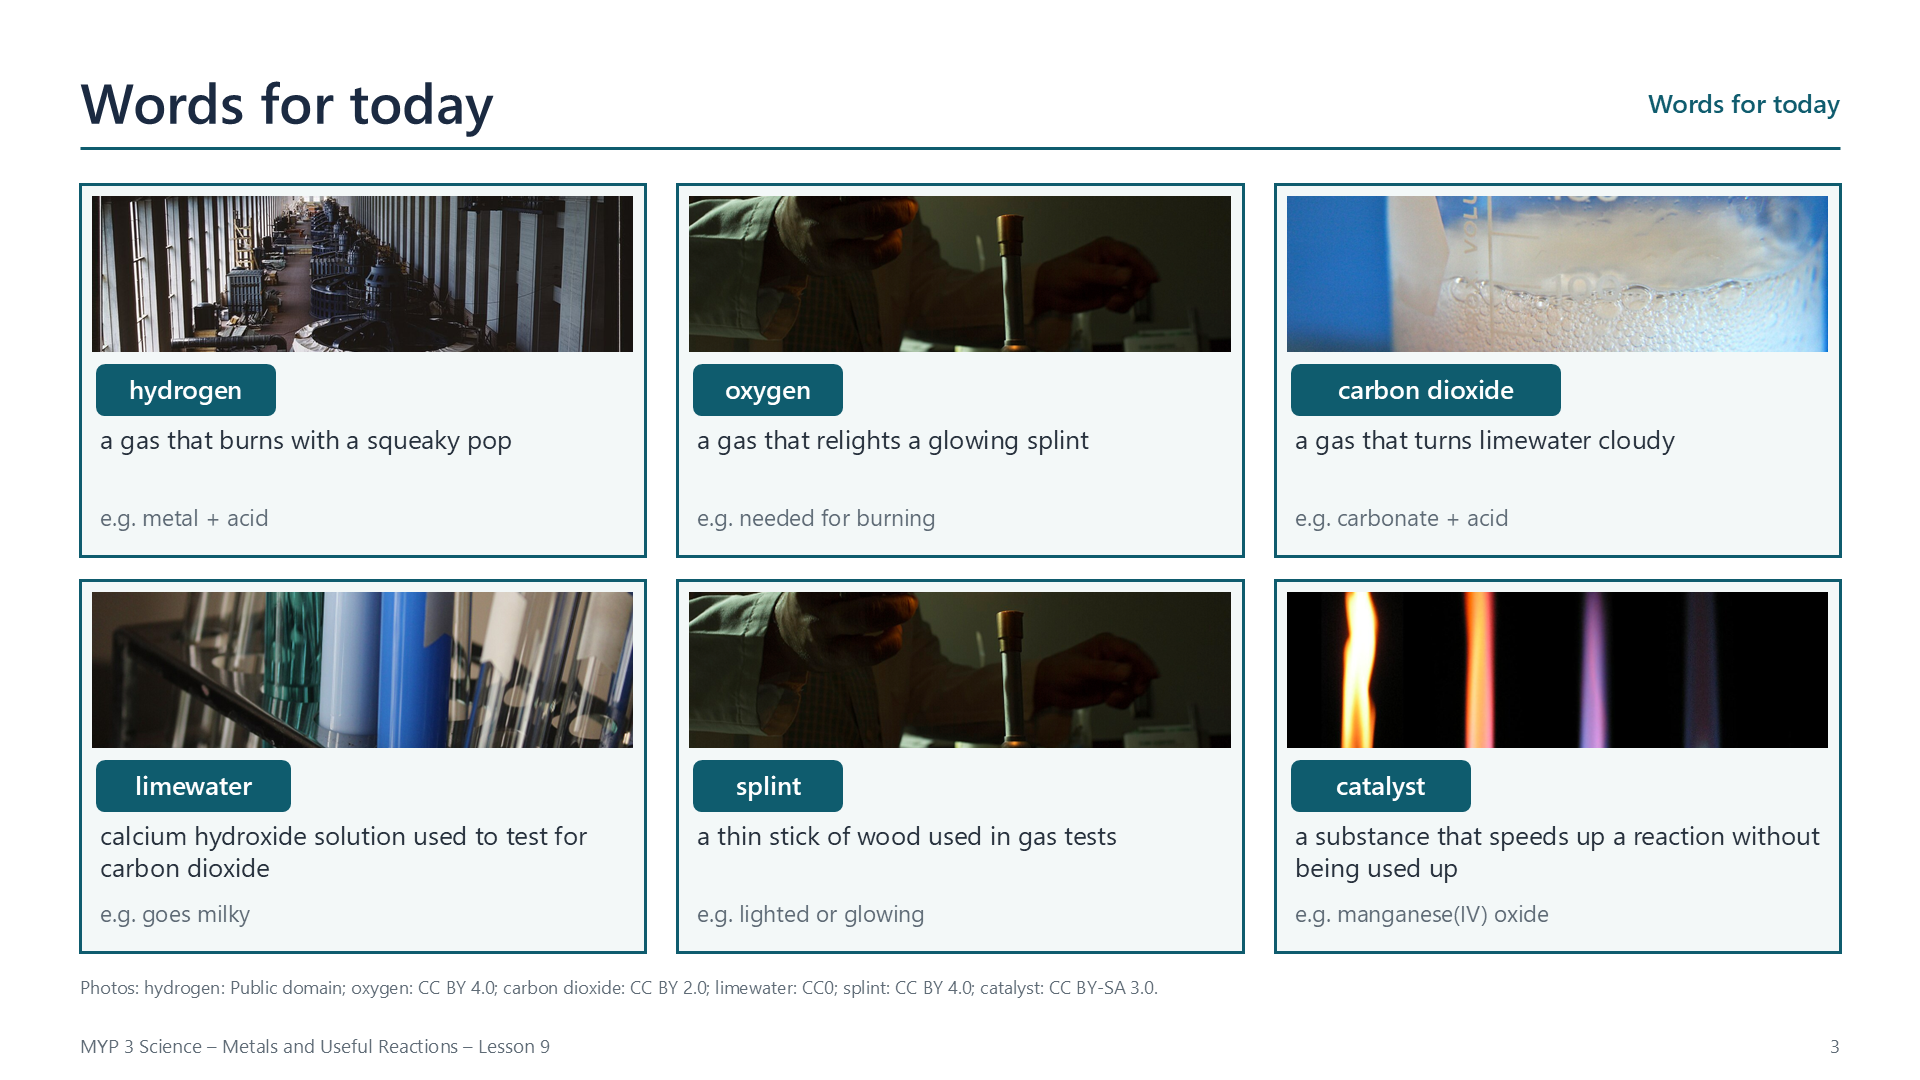 Words for today
Words for today
hydrogen
a gas that burns with a squeaky pop
e.g. metal + acid
oxygen
a gas that relights a glowing splint
e.g. needed for burning
carbon dioxide
a gas that turns limewater cloudy
e.g. carbonate + acid
limewater
calcium hydroxide solution used to test for
carbon dioxide
e.g. goes milky
splint
a thin stick of wood used in gas tests
e.g. lighted or glowing
catalyst
a substance that speeds up a reaction without
being used up
e.g. manganese(IV) oxide
Photos: hydrogen: Public domain; oxygen: CC BY 4.0; carbon dioxide: CC BY 2.0; limewater: CC0; splint: CC BY 4.0; catalyst: CC BY-SA 3.0.
MYP 3 Science – Metals and Useful Reactions – Lesson 9
3